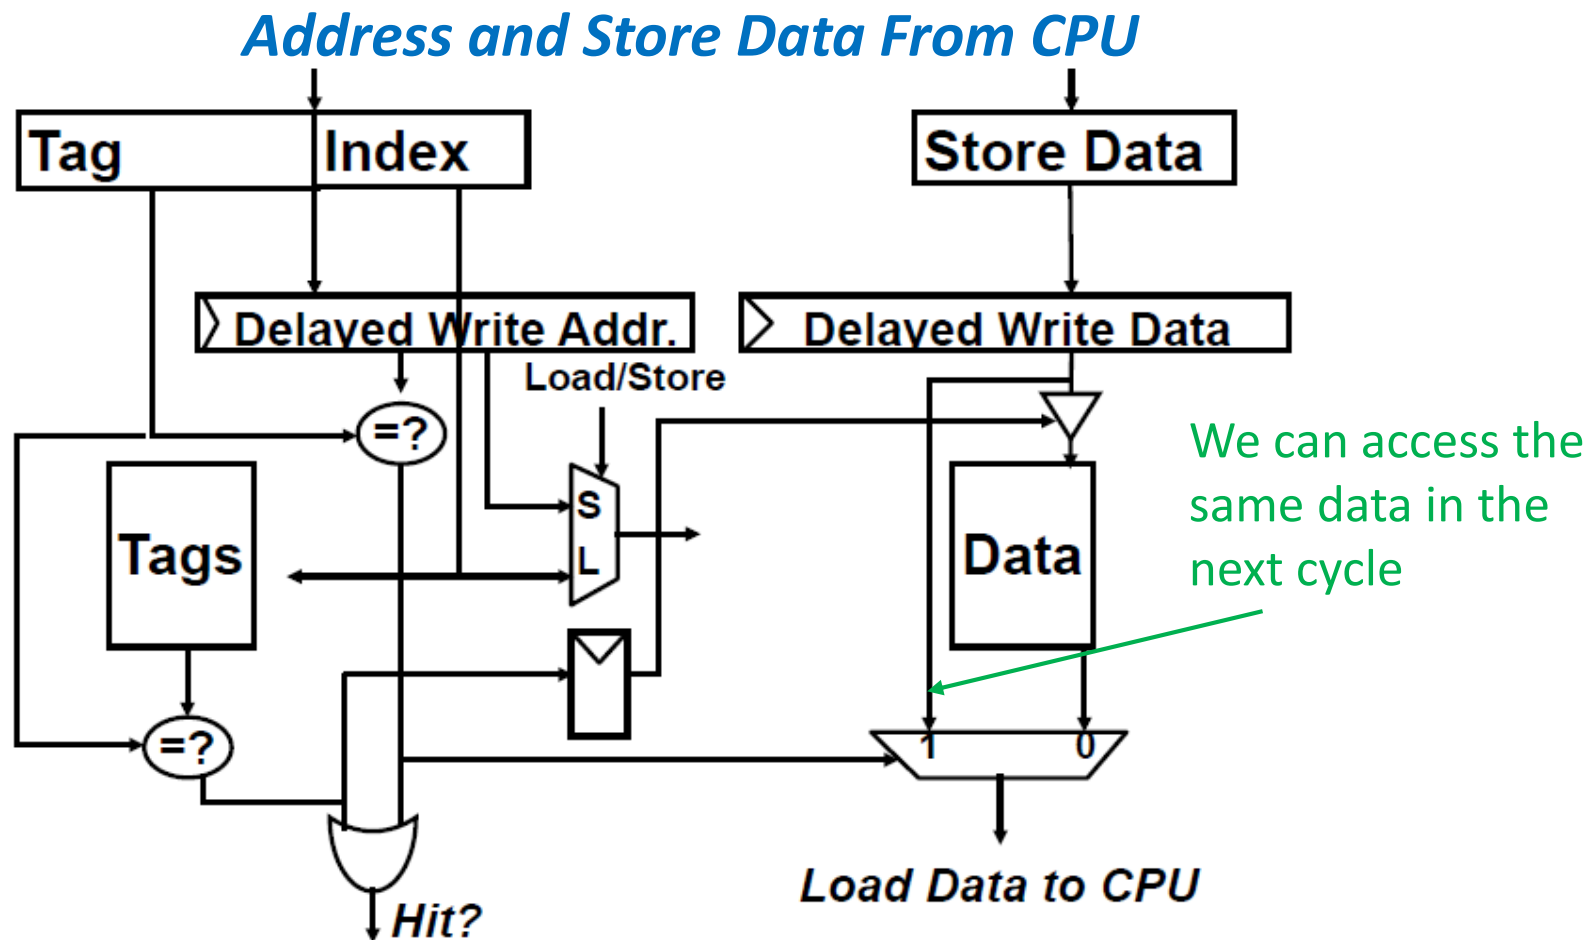 Address and Store Data From CPU
Tag
Index
Store Data
Delayed Write Addr.
Delayed Write Data
Load/Store
=?
S
L
Tags
Data
We can access the
same data in the
next cycle
=?
1
0
Load Data to CPU
Hit?